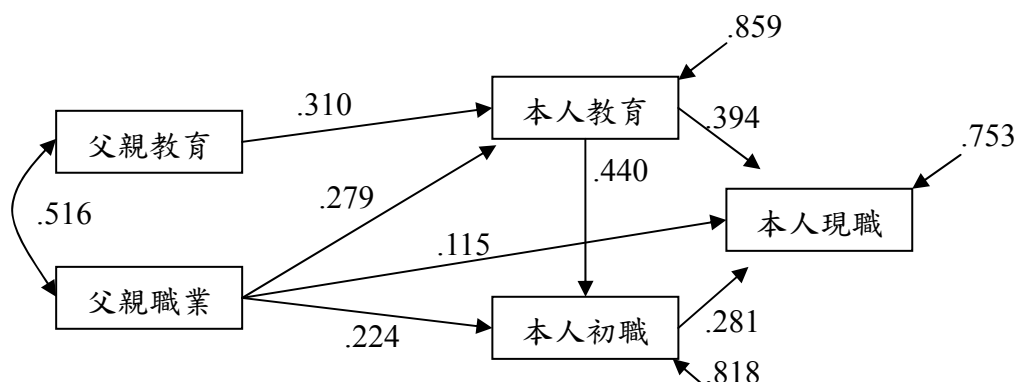 .859
本人教育
.310
.394
父親教育
.753
.440
.279
.516
本人現職
.115
父親職業
本人初職
.281
.224
.818